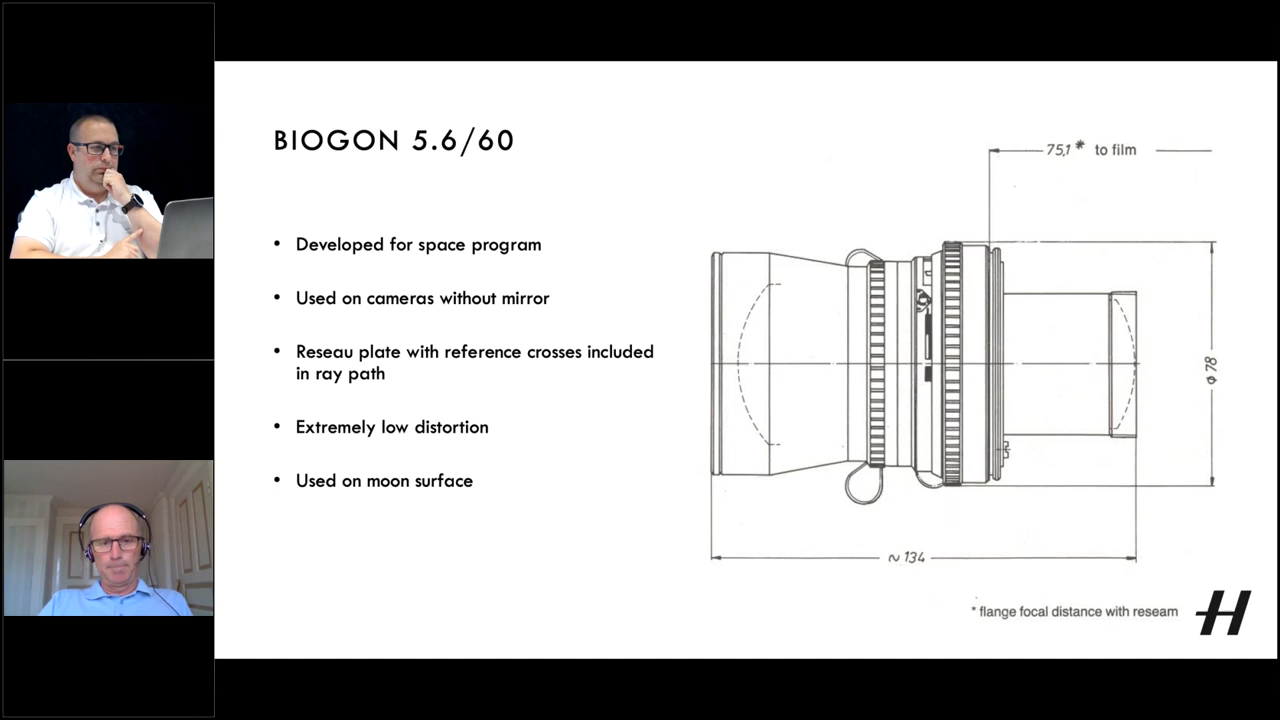 BIOGON 5.6/60
• Developed for space program
• Used on cameras without mirror
• Reseau plate with reference crosses included
in ray path
• Extremely low distortion
• Used on moon surface
75,1* to film
ø 78
~ 134
* flange focal distance with reseam
H